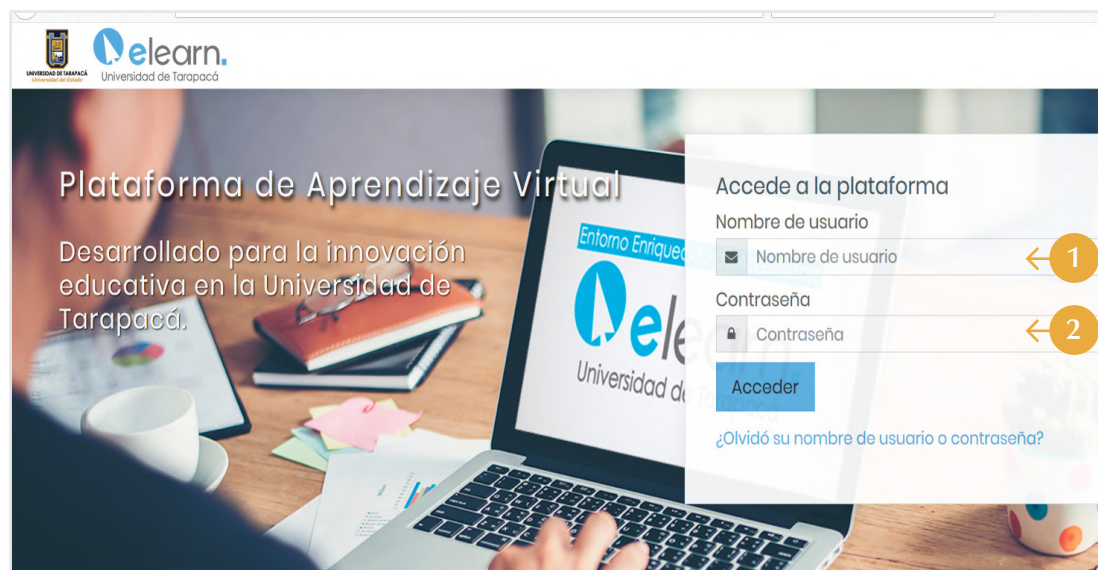 UNIVERSIDAD DE TARAPACÁ
Universidad del Estado
elearn.
Universidad de Tarapacá
Plataforma de Aprendizaje Virtual
Desarrollado para la innovación
educativa en la Universidad de
Tarapacá.
Entorno Enriquec
ele
Universidad de Tarapacá
Accede a la plataforma
Nombre de usuario
Nombre de usuario
1
Contraseña
Contraseña
2
Acceder
¿Olvidó su nombre de usuario o contraseña?